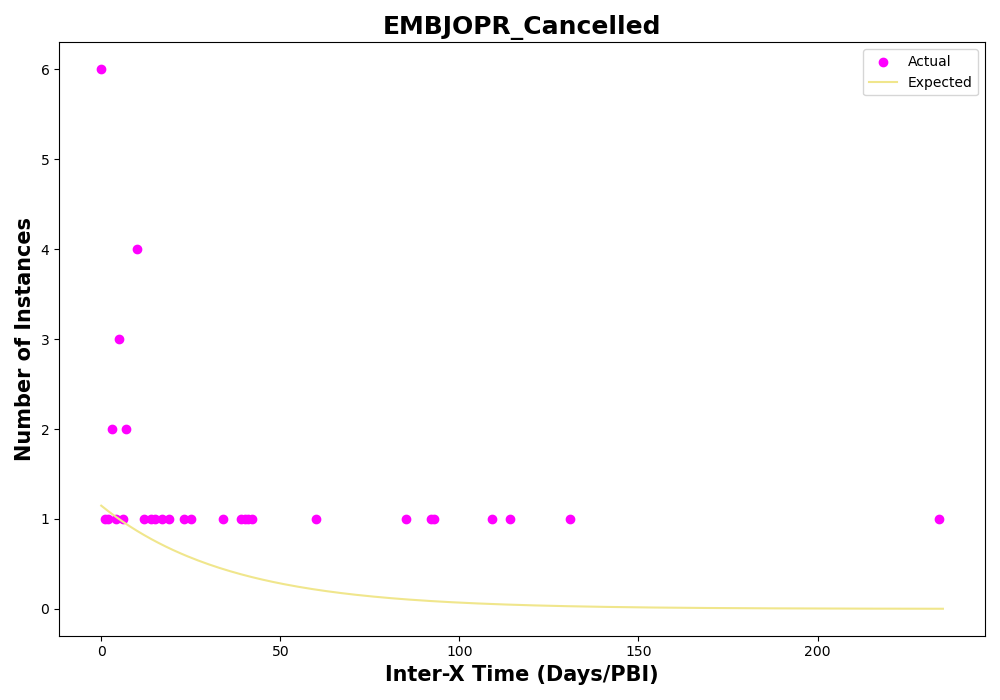 EMBJOPR_Cancelled
Actual
Expected
6
5
4
3
2
1
0
Number of Instances
0
50
100
150
200
Inter-X Time (Days/PBI)